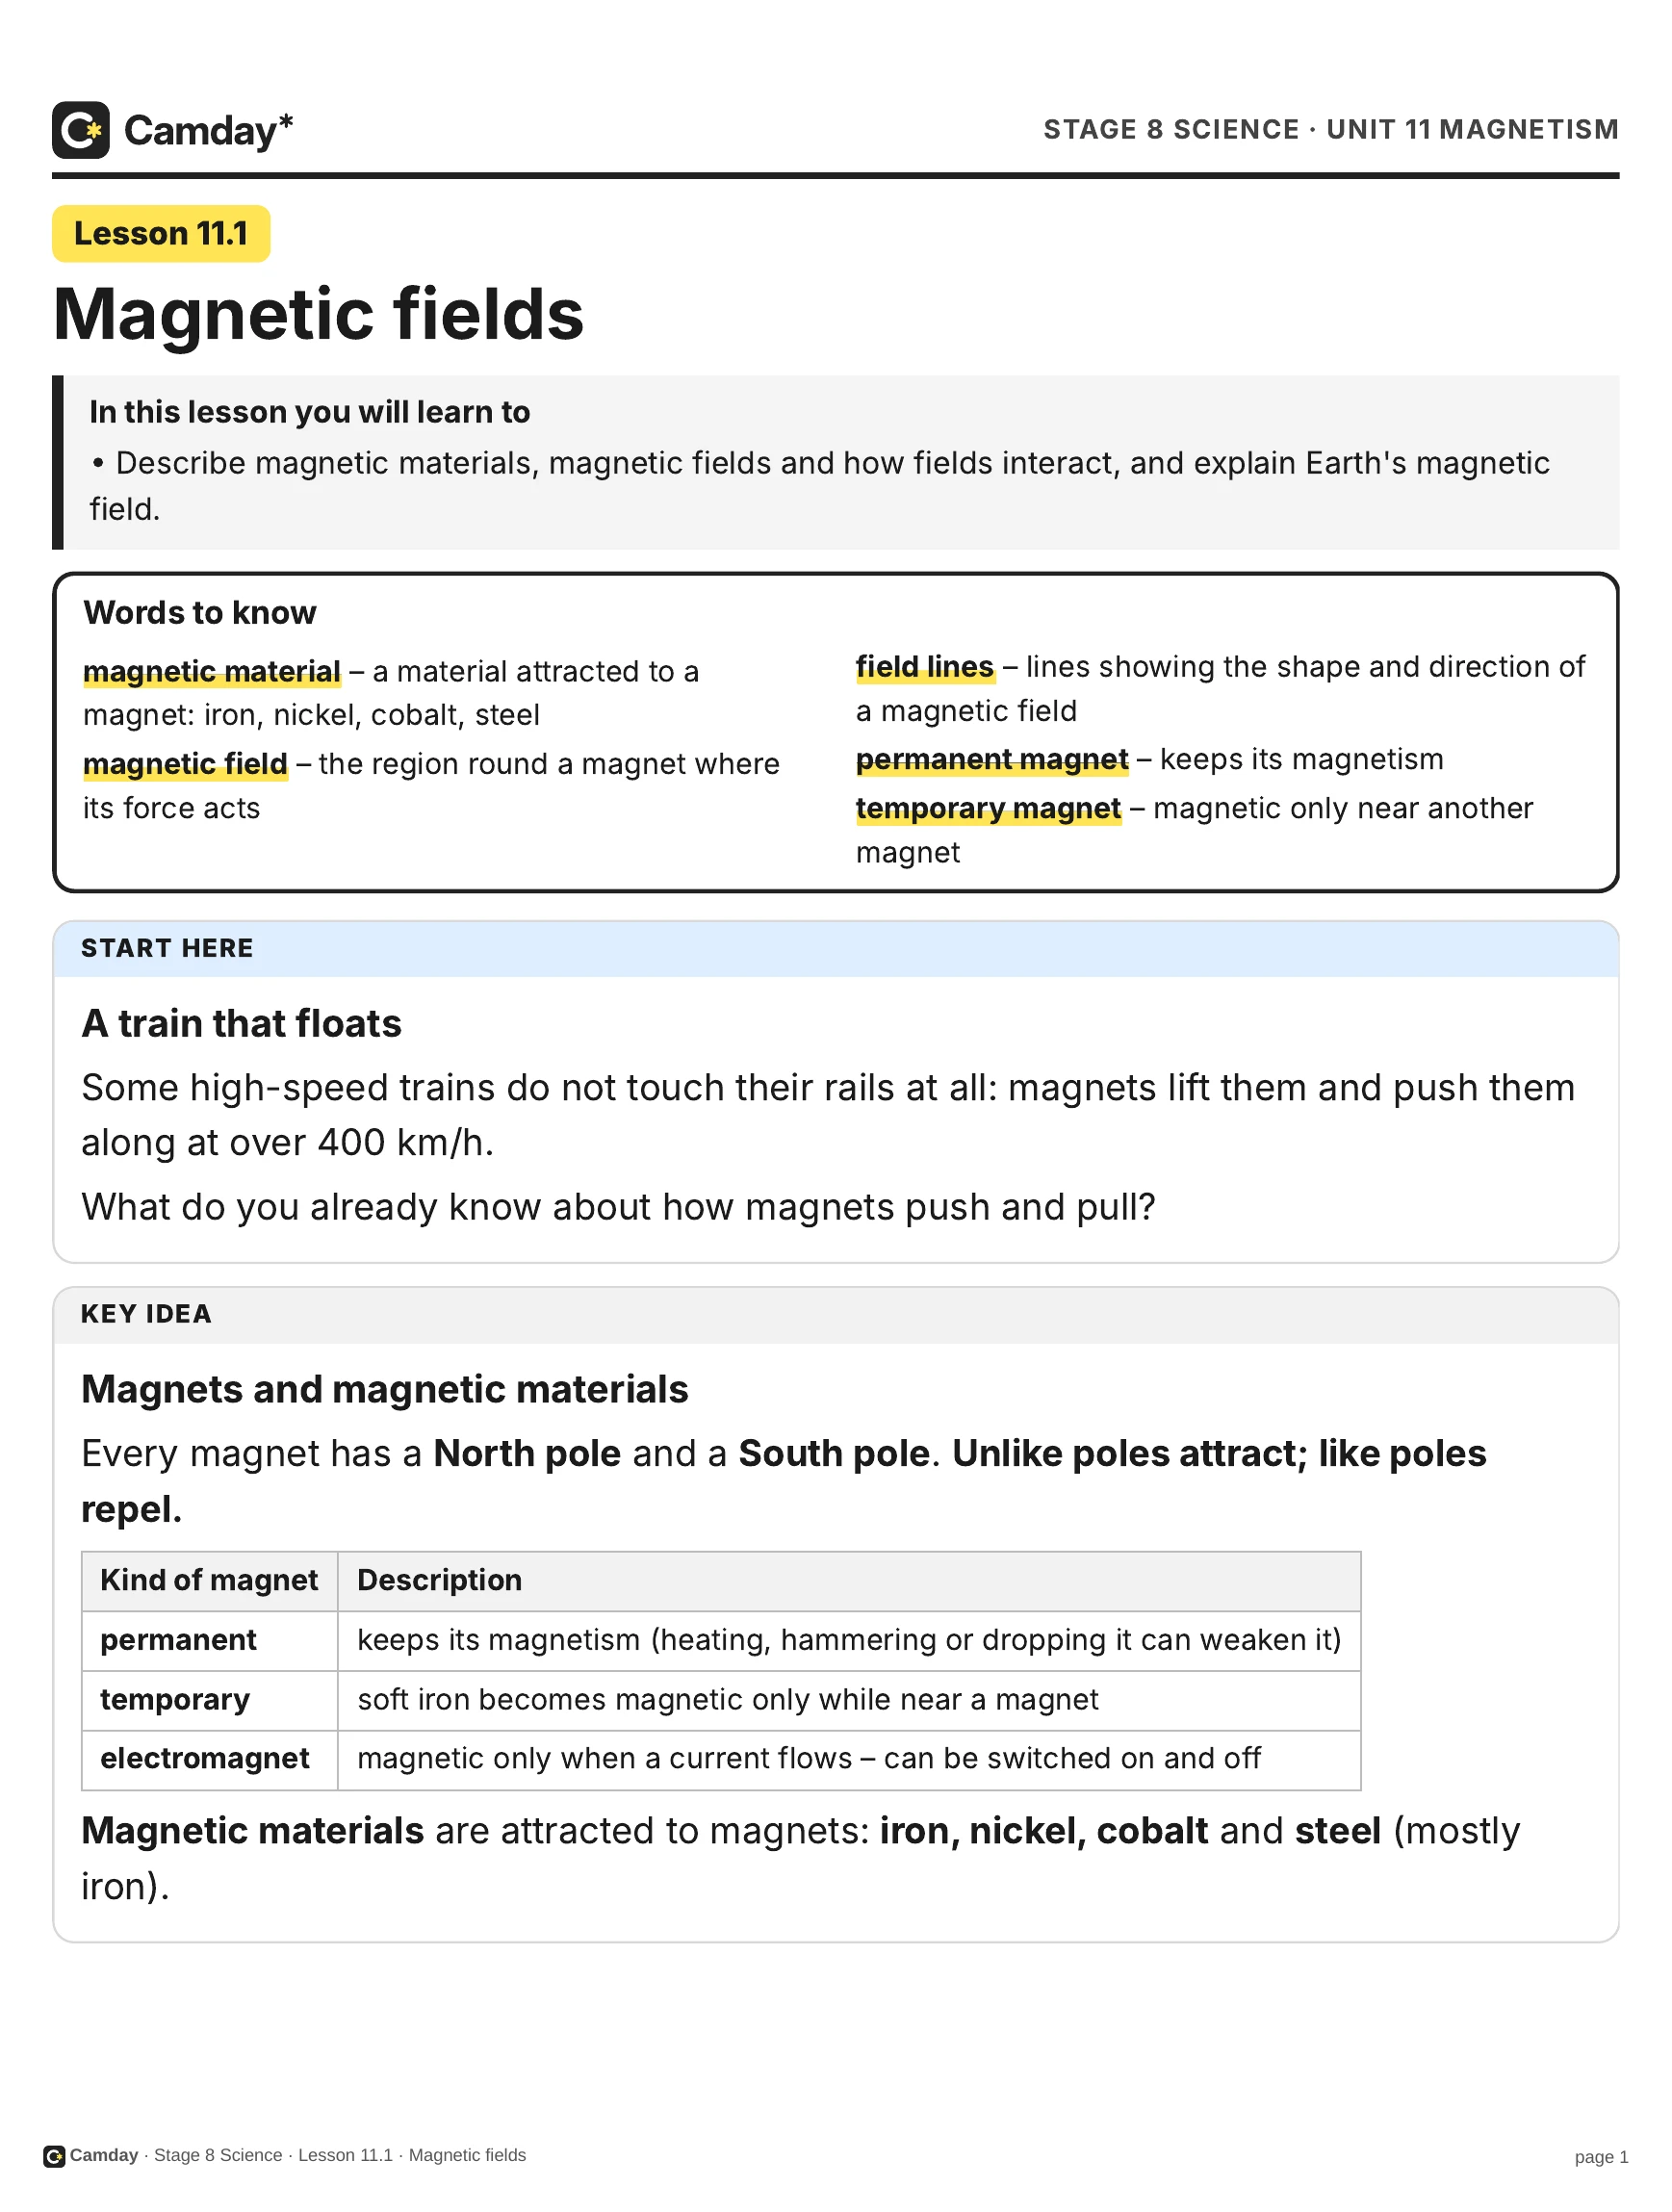 Camday*
STAGE 8 SCIENCE · UNIT 11 MAGNETISM
Lesson 11.1
Magnetic fields
In this lesson you will learn to
• Describe magnetic materials, magnetic fields and how fields interact, and explain Earth's magnetic
field.
Words to know
magnetic material – a material attracted to a
magnet: iron, nickel, cobalt, steel
magnetic field – the region round a magnet where
its force acts
field lines – lines showing the shape and direction of
a magnetic field
permanent magnet – keeps its magnetism
temporary magnet – magnetic only near another
magnet
START HERE
A train that floats
Some high-speed trains do not touch their rails at all: magnets lift them and push them
along at over 400 km/h.
What do you already know about how magnets push and pull?
KEY IDEA
Magnets and magnetic materials
Every magnet has a North pole and a South pole. Unlike poles attract; like poles
repel.
Kind of magnet Description
permanent keeps its magnetism (heating, hammering or dropping it can weaken it)
temporary soft iron becomes magnetic only while near a magnet
electromagnet magnetic only when a current flows – can be switched on and off
Magnetic materials are attracted to magnets: iron, nickel, cobalt and steel (mostly
iron).
Camday · Stage 8 Science · Lesson 11.1 · Magnetic fields
page 1